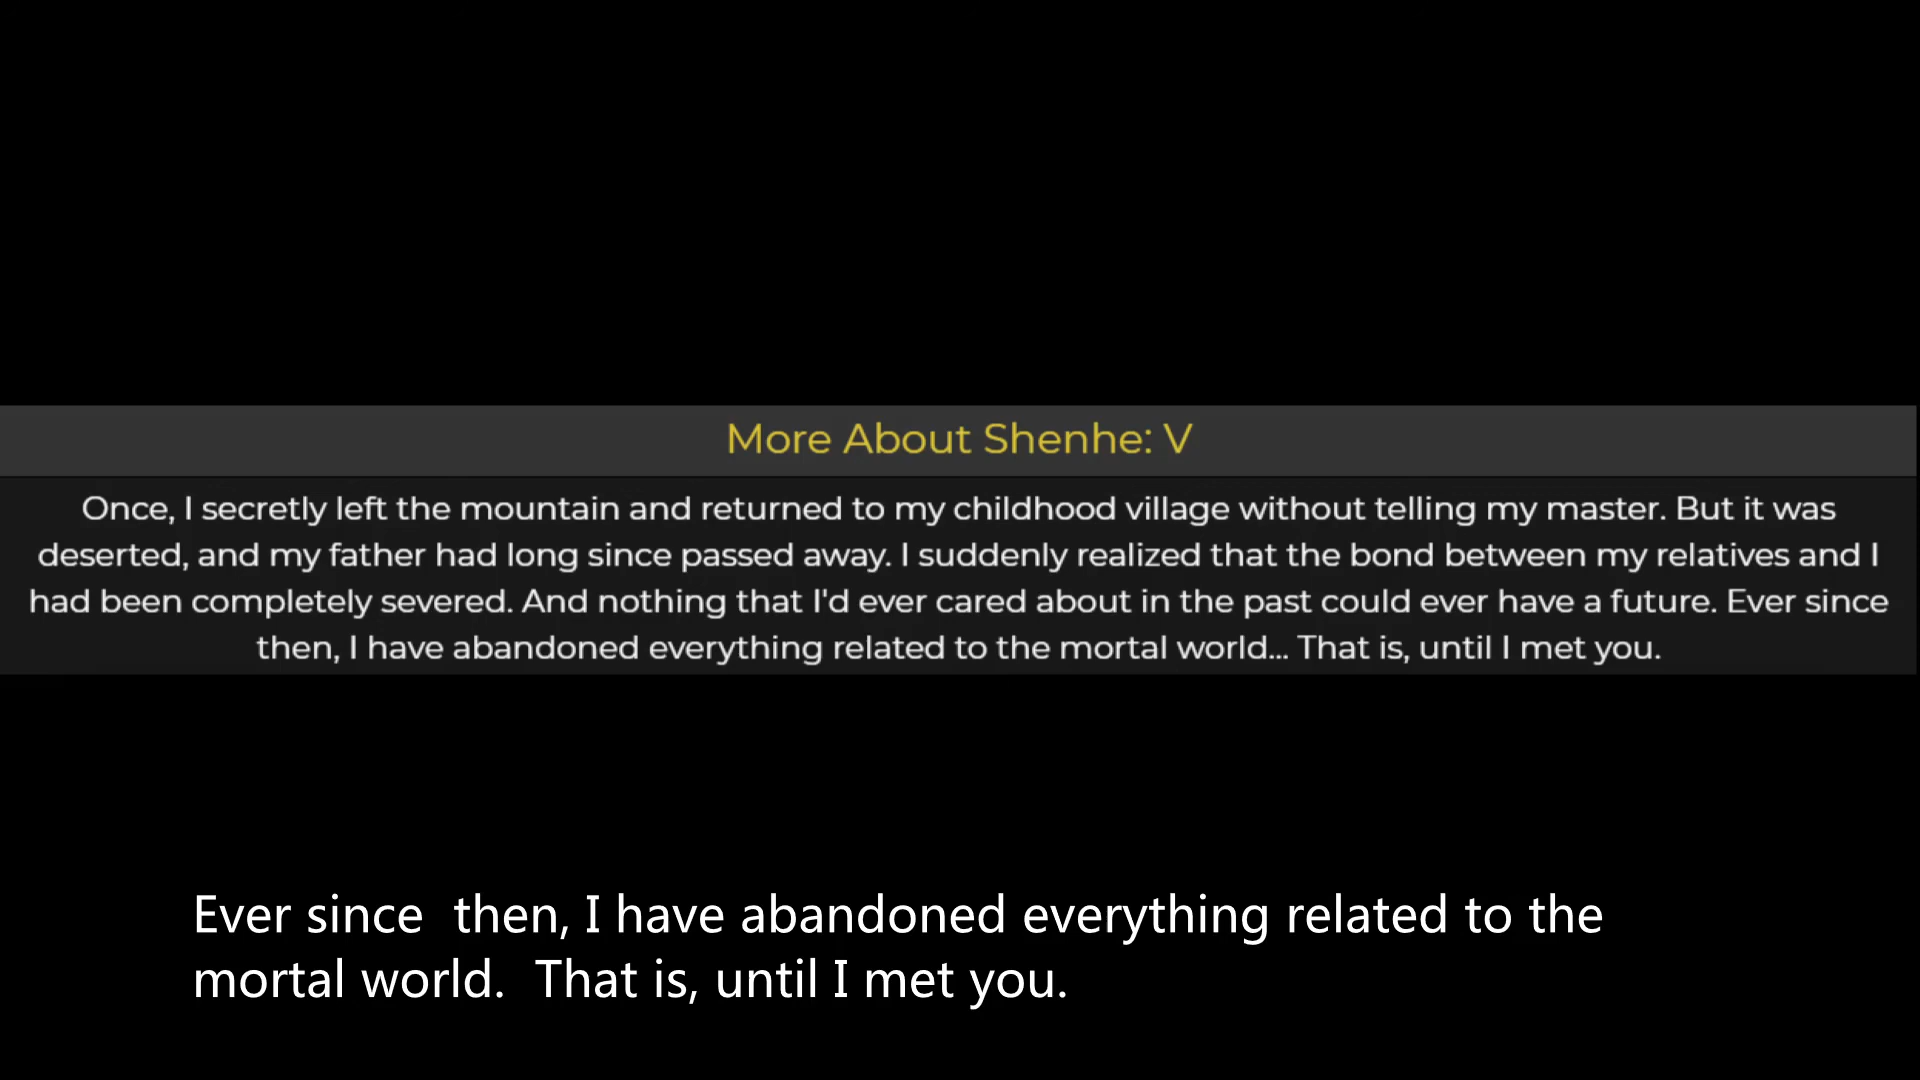 More About Shenhe: V
Once, I secretly left the mountain and returned to my childhood village without telling my master. But it was
deserted, and my father had long since passed away. I suddenly realized that the bond between my relatives and I
had been completely severed. And nothing that I'd ever cared about in the past could ever have a future. Ever since
then, I have abandoned everything related to the mortal world... That is, until I met you.
Ever since  then, I have abandoned everything related to the
mortal world.  That is, until I met you.